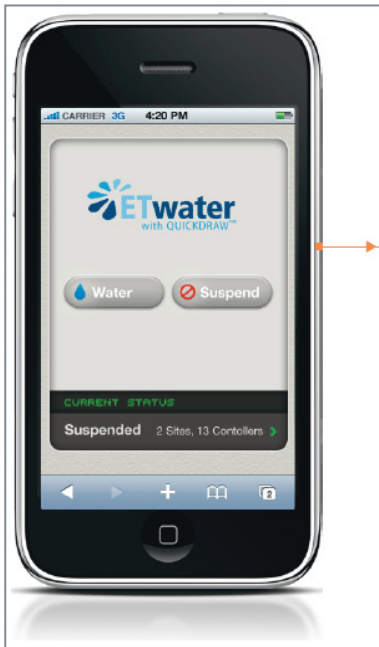 CARRIER 3G 4:20 PM
ETwater
with QUICKDRAW™
Water
Suspend
CURRENT STATUS
Suspended 2 Sites, 13 Contollers
2